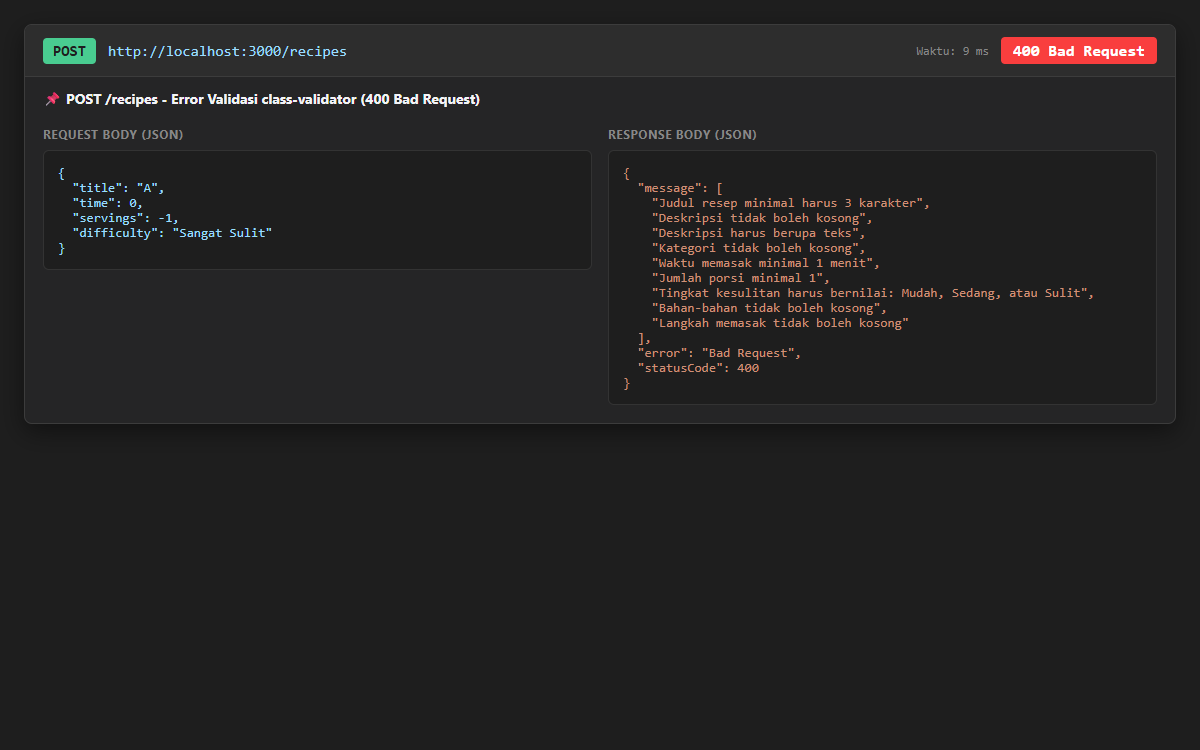 POST http://localhost:3000/recipes Waktu: 9 ms 400 Bad Request
📌 POST /recipes - Error Validasi class-validator (400 Bad Request)
REQUEST BODY (JSON)
{
  "title": "A",
  "time": 0,
  "servings": -1,
  "difficulty": "Sangat Sulit"
}
RESPONSE BODY (JSON)
{
  "message": [
    "Judul resep minimal harus 3 karakter",
    "Deskripsi tidak boleh kosong",
    "Deskripsi harus berupa teks",
    "Kategori tidak boleh kosong",
    "Waktu memasak minimal 1 menit",
    "Jumlah porsi minimal 1",
    "Tingkat kesulitan harus bernilai: Mudah, Sedang, atau Sulit",
    "Bahan-bahan tidak boleh kosong",
    "Langkah memasak tidak boleh kosong"
  ],
  "error": "Bad Request",
  "statusCode": 400
}